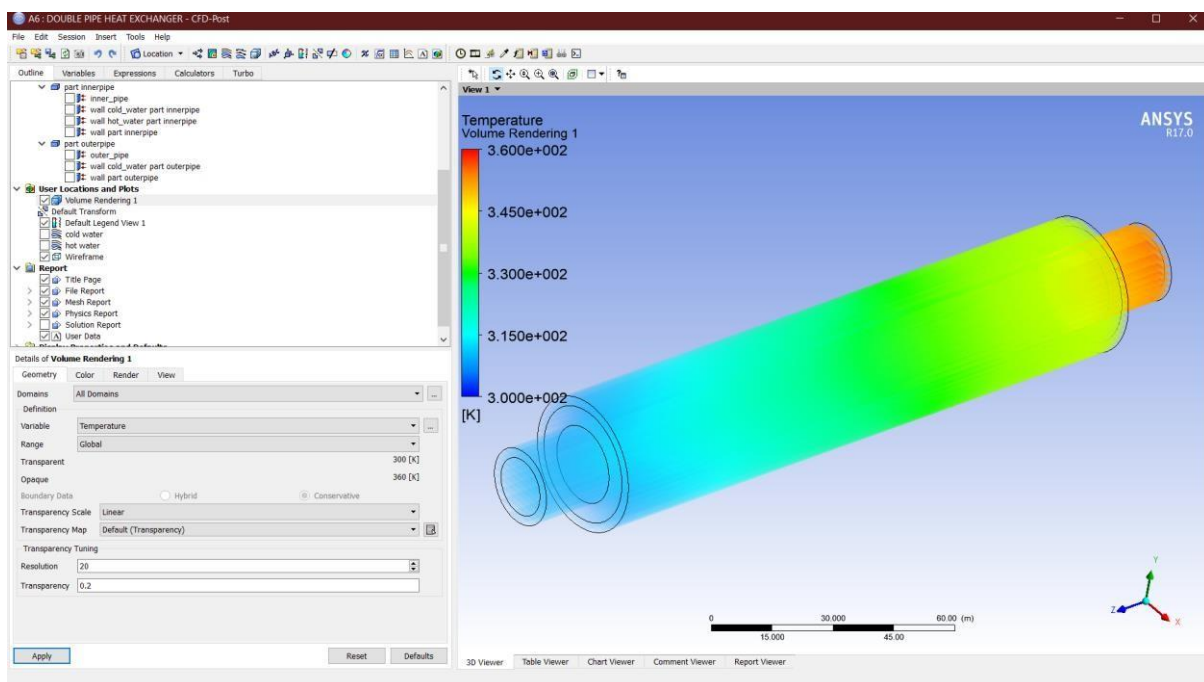 A6 : DOUBLE PIPE HEAT EXCHANGER - CFD-Post
File Edit Session Insert Tools Help
Location
Outline Variables Expressions Calculators Turbo
part innerpipe
inner_pipe
wall cold_water part innerpipe
wall hot_water part innerpipe
wall part innerpipe
part outerpipe
outer_pipe
wall cold_water part outerpipe
wall part outerpipe
User Locations and Plots
Volume Rendering 1
Default Transform
Default Legend View 1
cold water
hot water
Wireframe
Report
Title Page
File Report
Mesh Report
Physics Report
Solution Report
User Data
Display Properties and Defaults
Details of Volume Rendering 1
Geometry Color Render View
Domains All Domains ...
Definition
Variable Temperature ...
Range Global
Transparent 300 [K]
Opaque 360 [K]
Boundary Data Hybrid Conservative
Transparency Scale Linear
Transparency Map Default (Transparency)
Transparency Tuning
Resolution 20
Transparency 0.2
Apply Reset Defaults
View 1
Temperature
Volume Rendering 1
3.600e+002
3.450e+002
3.300e+002
3.150e+002
3.000e+002
[K]
ANSYS
R17.0
Y
Z
X
0 30.000 60.00 (m)
15.000 45.00
3D Viewer Table Viewer Chart Viewer Comment Viewer Report Viewer